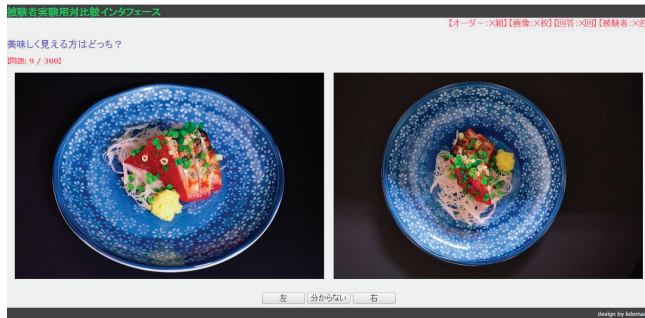 被験者実験用対比較インタフェース
【オーダー:X組】【画像:X枚】【回答:X回】【被験者:X名
美味しく見える方はどっち？
[問題: 9 / 300]
左 分からない 右
design by kdoman